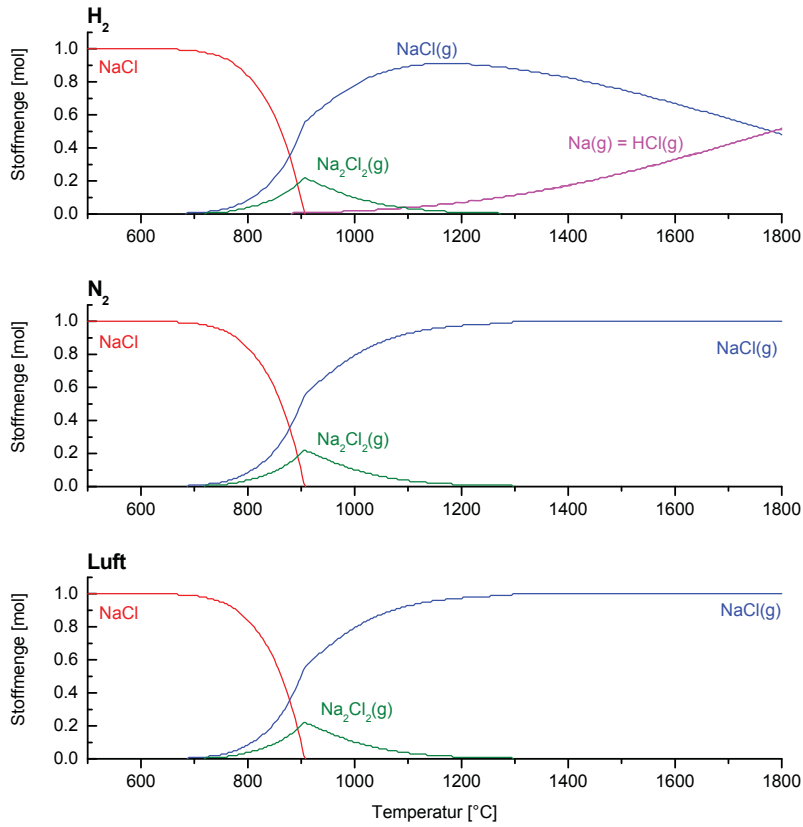 H₂
1.0
0.8
0.6
0.4
0.2
0.0
Stoffmenge [mol]
NaCl
NaCl(g)
Na₂Cl₂(g)
Na(g) = HCl(g)
600 800 1000 1200 1400 1600 1800
N₂
1.0
0.8
0.6
0.4
0.2
0.0
Stoffmenge [mol]
NaCl
NaCl(g)
Na₂Cl₂(g)
600 800 1000 1200 1400 1600 1800
Luft
1.0
0.8
0.6
0.4
0.2
0.0
Stoffmenge [mol]
NaCl
NaCl(g)
Na₂Cl₂(g)
600 800 1000 1200 1400 1600 1800
Temperatur [°C]